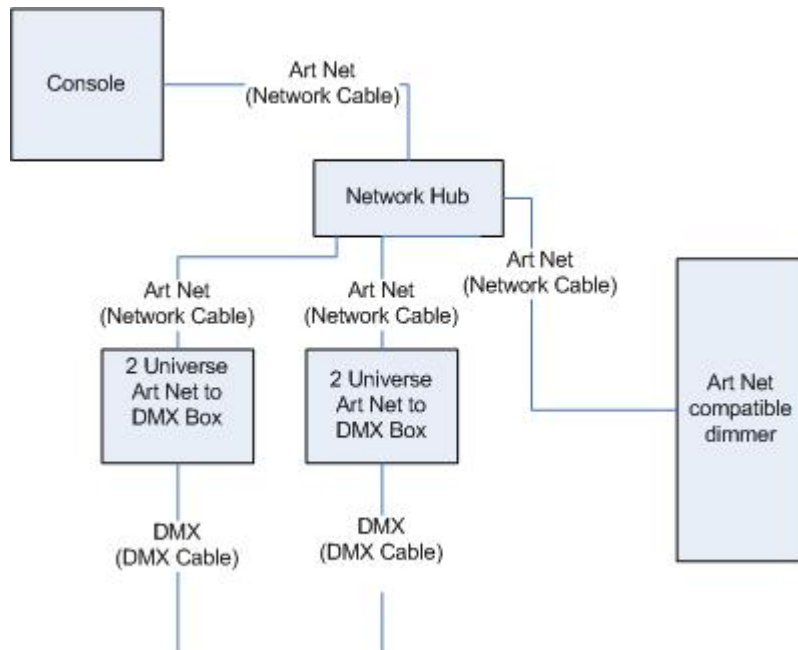 Console
Art Net
(Network Cable)
Network Hub
Art Net
(Network Cable)
Art Net
(Network Cable)
Art Net
(Network Cable)
2 Universe
Art Net to
DMX Box
2 Universe
Art Net to
DMX Box
Art Net
compatible
dimmer
DMX
(DMX Cable)
DMX
(DMX Cable)